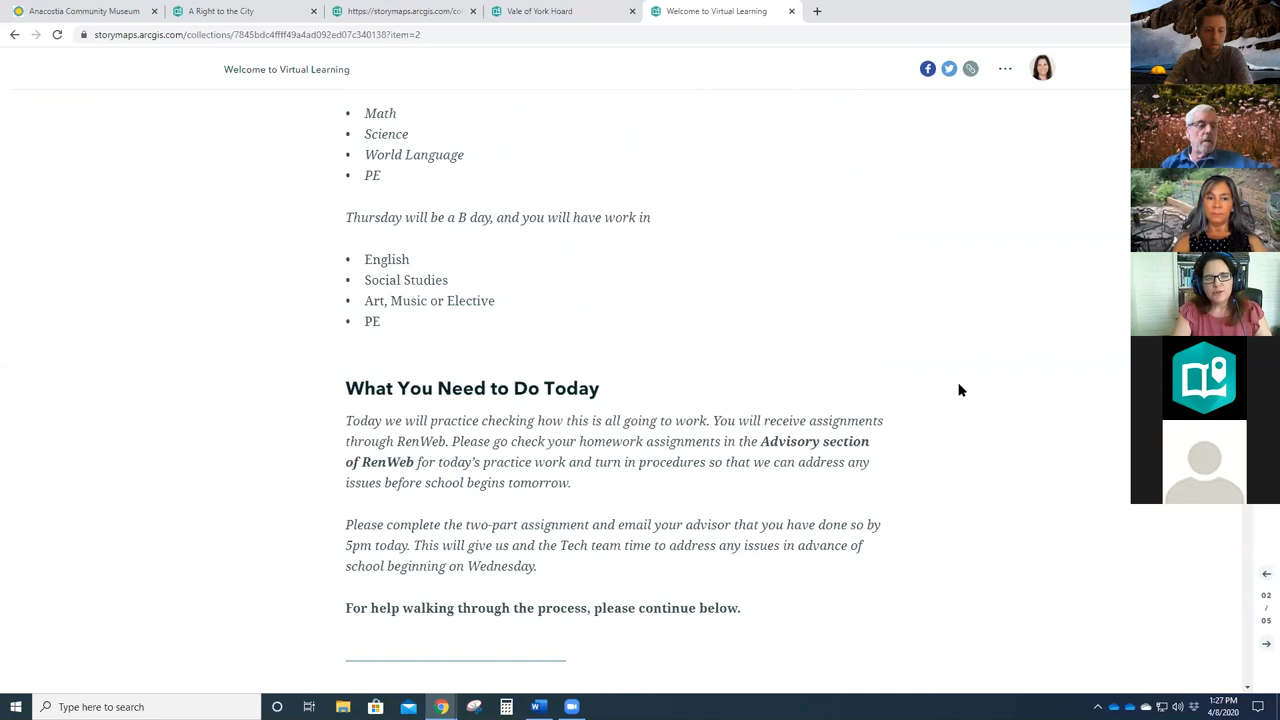 Anacostia Community Museum
A Right to the City
https://storymaps.arcgis.com/col
Vale of York Hoard
Welcome to Virtual Learning
storymaps.arcgis.com/collections/7845bdc4ffff49a4ad092ed07c340138?item=2
Welcome to Virtual Learning
• Math
• Science
• World Language
• PE
Thursday will be a B day, and you will have work in
• English
• Social Studies
• Art, Music or Elective
• PE
What You Need to Do Today
Today we will practice checking how this is all going to work. You will receive assignments
through RenWeb. Please go check your homework assignments in the Advisory section
of RenWeb for today's practice work and turn in procedures so that we can address any
issues before school begins tomorrow.
Please complete the two-part assignment and email your advisor that you have done so by
5pm today. This will give us and the Tech team time to address any issues in advance of
school beginning on Wednesday.
For help walking through the process, please continue below.
02
/
05
Type here to search
1:27 PM
4/8/2020